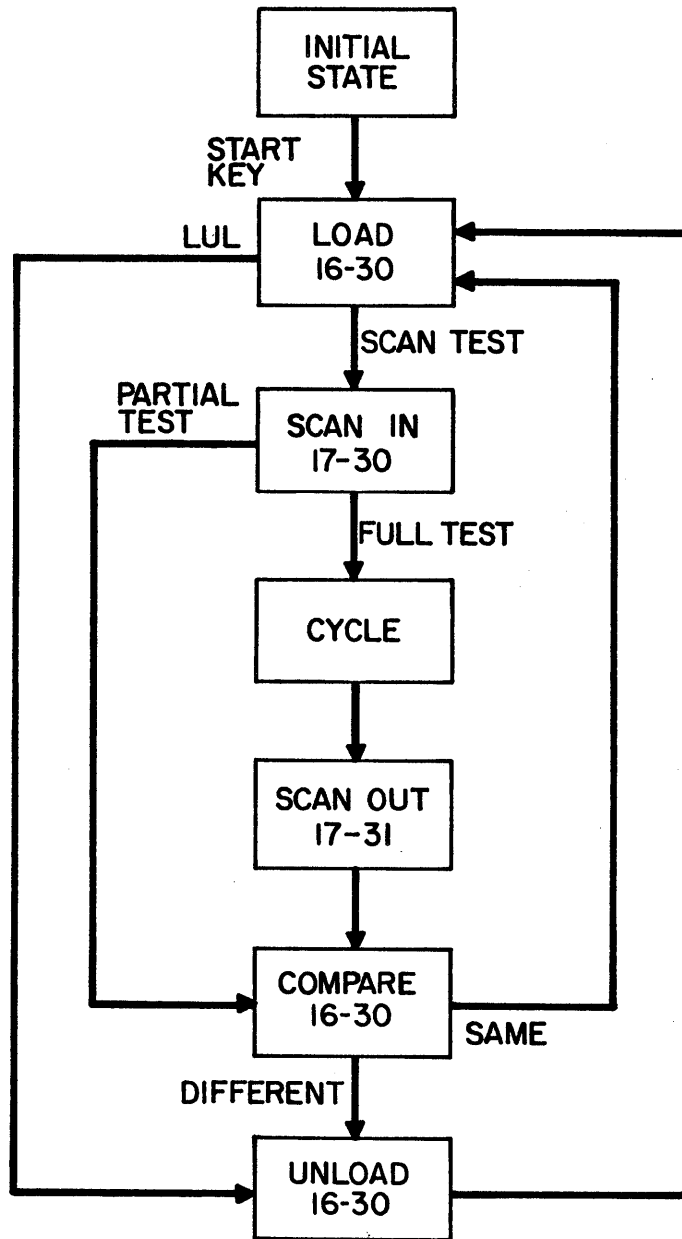 INITIAL
STATE
START
KEY
LUL
LOAD
16-30
SCAN TEST
PARTIAL
TEST
SCAN IN
17-30
FULL TEST
CYCLE
SCAN OUT
17-31
COMPARE
16-30
SAME
DIFFERENT
UNLOAD
16-30